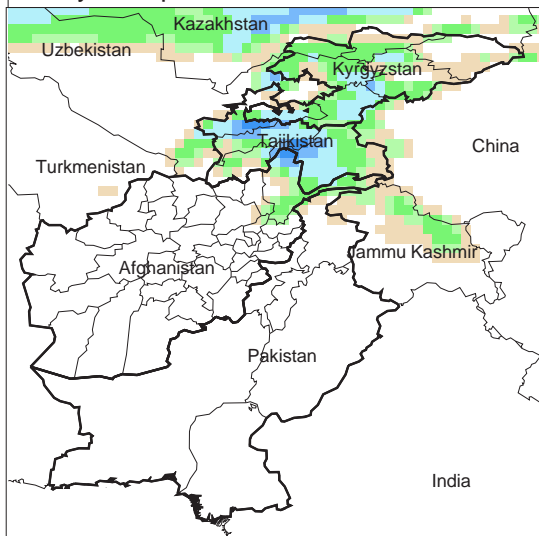 Kazakhstan
Uzbekistan
Kyrgyzstan
Tajikistan
China
Turkmenistan
Jammu Kashmir
Afghanistan
Pakistan
India